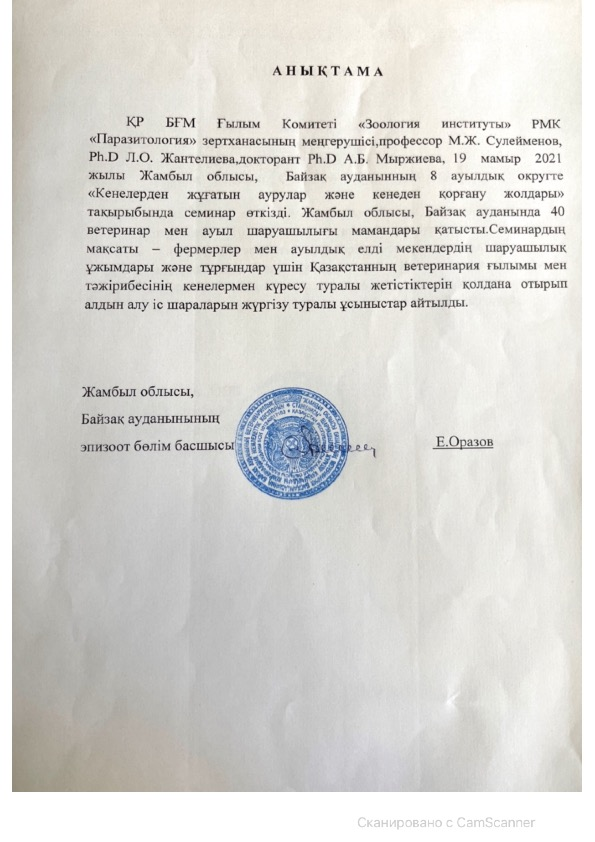 АНЫҚТАМА
ҚР БҒМ Ғылым Комитеті «Зоология институты» РМК
«Паразитология» зертханасының меңгерушісі,профессор М.Ж. Сулейменов,
Ph.D Л.О. Жантелиева,докторант Ph.D А.Б. Мыржиева, 19 мамыр 2021
жылы Жамбыл облысы, Байзақ ауданынның 8 ауылдық округте
«Кенелерден жұғатын аурулар және кенеден қорғану жолдары»
тақырыбында семинар өткізді. Жамбыл облысы, Байзақ ауданында 40
ветеринар мен ауыл шаруашылығы мамандары қатысты.Семинардың
мақсаты – фермерлер мен ауылдық елді мекендердің шаруашылық
ұжымдары және тұрғындар үшін Қазақстанның ветеринария ғылымы мен
тәжірибесінің кенелермен күресу туралы жетістіктерін қолдана отырып
алдын алу іс шараларын жүргізу туралы ұсыныстар айтылды.
Жамбыл облысы,
Байзақ ауданынының
эпизоот бөлім басшысы
Е.Оразов
Сканировано с CamScanner